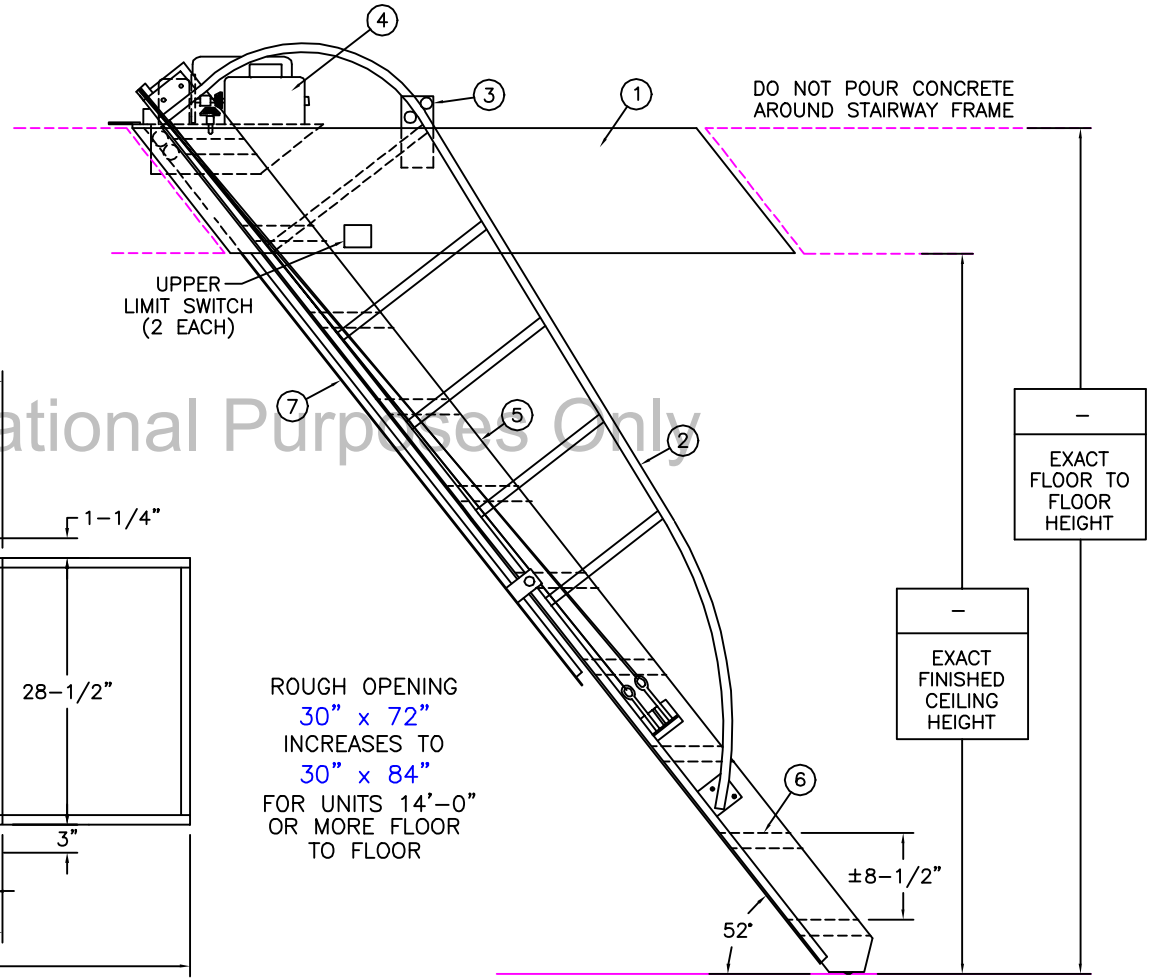 4
3
1
DO NOT POUR CONCRETE
AROUND STAIRWAY FRAME
UPPER
LIMIT SWITCH
(2 EACH)
7
5
2
ational Purposes Only
–
EXACT
FLOOR TO
FLOOR
HEIGHT
1-1/4"
28-1/2"
3"
ROUGH OPENING
30" x 72"
INCREASES TO
30" x 84"
FOR UNITS 14'-0"
OR MORE FLOOR
TO FLOOR
–
EXACT
FINISHED
CEILING
HEIGHT
6
±8-1/2"
52°